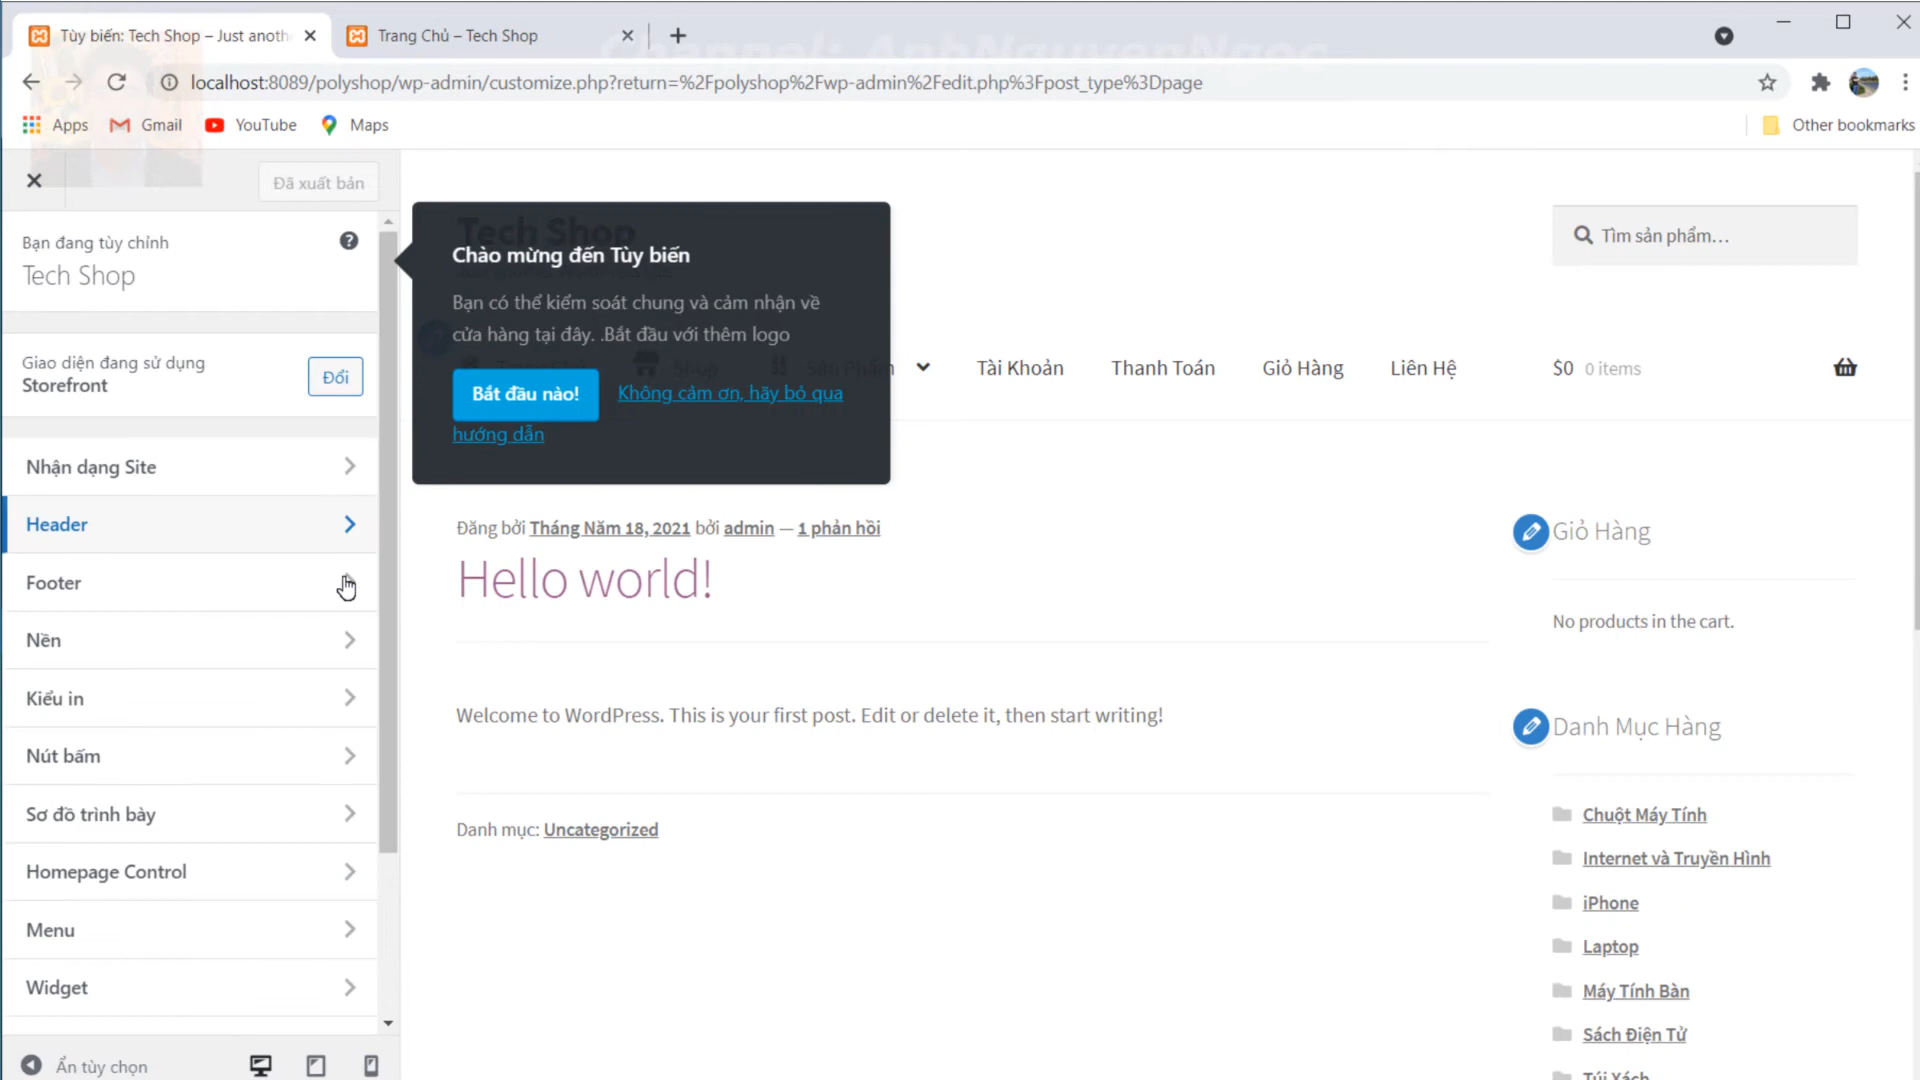 Tùy biến: Tech Shop – Just anoth
Trang Chủ – Tech Shop
Channel: AnhNguyenNgoc
localhost:8089/polyshop/wp-admin/customize.php?return=%2Fpolyshop%2Fwp-admin%2Fedit.php%3Fpost_type%3Dpage
Apps Gmail YouTube Maps Other bookmarks
Đã xuất bản
Bạn đang tùy chỉnh
Tech Shop
Giao diện đang sử dụng
Storefront
Đổi
Nhận dạng Site
Header
Footer
Nền
Kiểu in
Nút bấm
Sơ đồ trình bày
Homepage Control
Menu
Widget
Ẩn tùy chọn
Tech Shop
Chào mừng đến Tùy biến
Bạn có thể kiểm soát chung và cảm nhận về
cửa hàng tại đây. .Bắt đầu với thêm logo
Bắt đầu nào! Không cảm ơn, hãy bỏ qua
hướng dẫn
Tìm sản phẩm…
Shop Sản Phẩm Tài Khoản Thanh Toán Giỏ Hàng Liên Hệ $0 0 items
Đăng bởi Tháng Năm 18, 2021 bởi admin — 1 phản hồi
Hello world!
Welcome to WordPress. This is your first post. Edit or delete it, then start writing!
Danh mục: Uncategorized
Giỏ Hàng
No products in the cart.
Danh Mục Hàng
Chuột Máy Tính
Internet và Truyền Hình
iPhone
Laptop
Máy Tính Bàn
Sách Điện Tử
Túi Xách